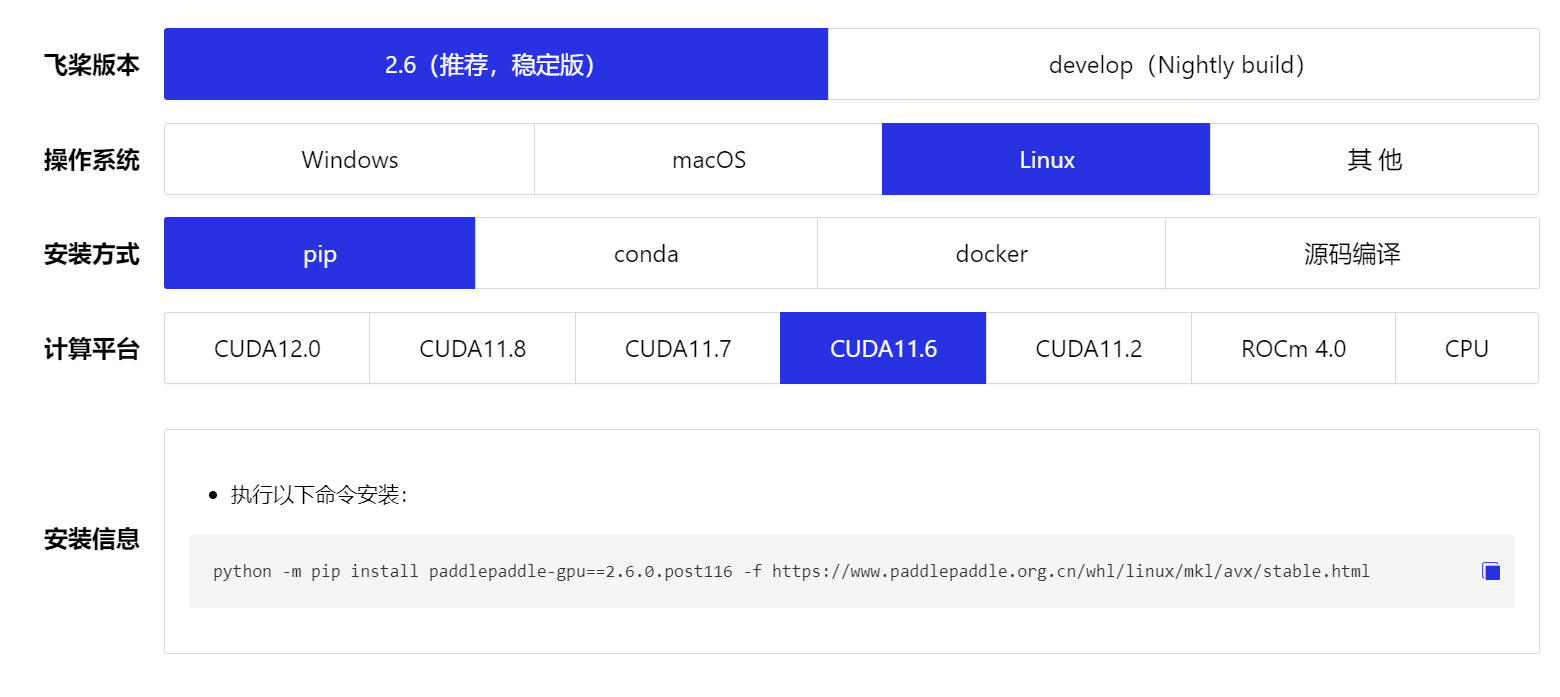 飞桨版本 2.6（推荐，稳定版） develop（Nightly build）
操作系统 Windows macOS Linux 其 他
安装方式 pip conda docker 源码编译
计算平台 CUDA12.0 CUDA11.8 CUDA11.7 CUDA11.6 CUDA11.2 ROCm 4.0 CPU
执行以下命令安装：
安装信息
python -m pip install paddlepaddle-gpu==2.6.0.post116 -f https://www.paddlepaddle.org.cn/whl/linux/mkl/avx/stable.html